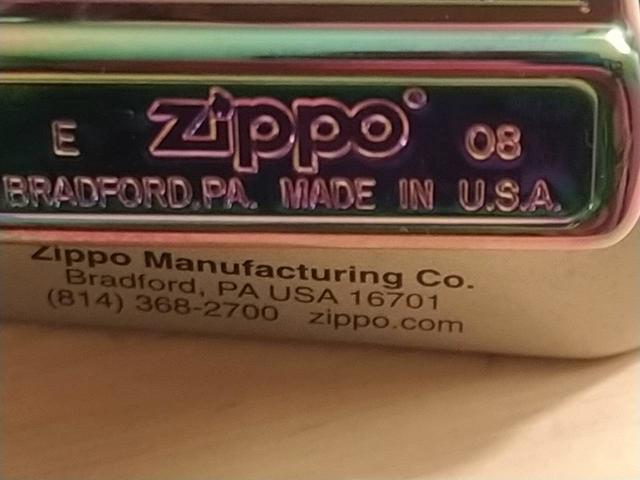 E Zippo® 08
BRADFORD, PA. MADE IN U.S.A.
Zippo Manufacturing Co.
Bradford, PA USA 16701
(814) 368-2700 zippo.com